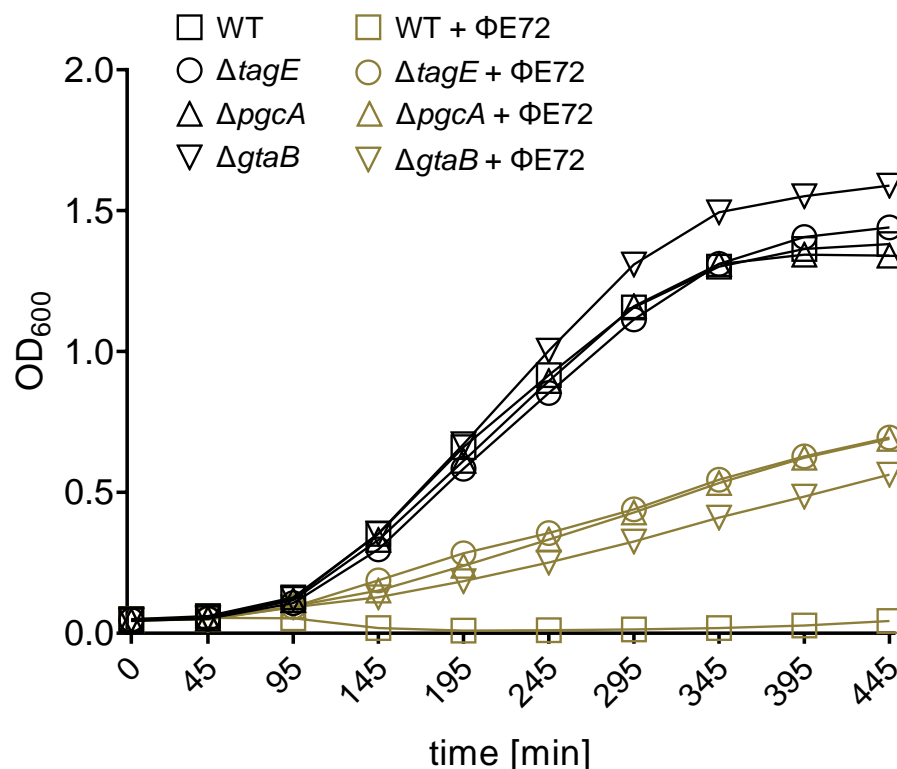 WT WT + ΦE72
ΔtagE ΔtagE + ΦE72
ΔpgcA ΔpgcA + ΦE72
ΔgtaB ΔgtaB + ΦE72
2.0
1.5
1.0
0.5
0.0
OD600
0 45 95 145 195 245 295 345 395 445
time [min]